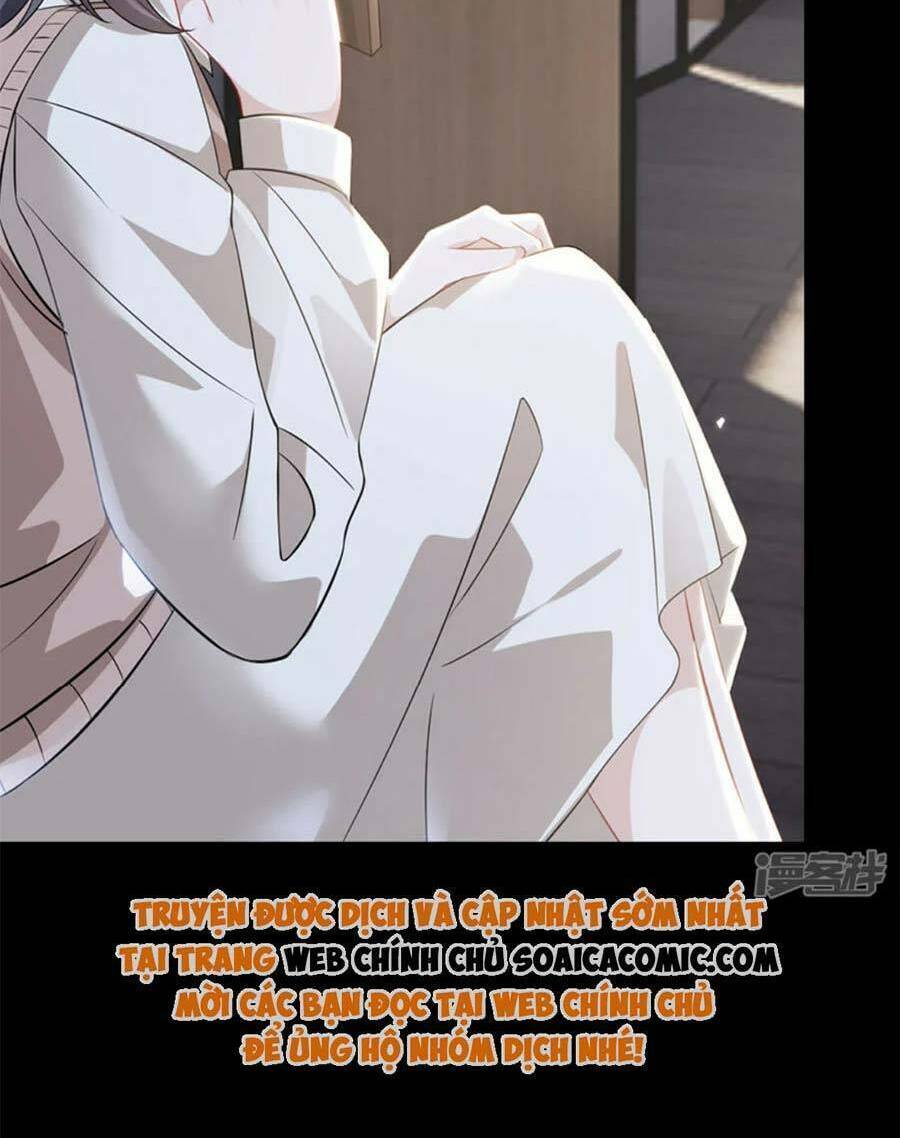 漫客栈
TRUYỆN ĐƯỢC DỊCH VÀ CẬP NHẬT SỚM NHẤT
TẠI TRANG WEB CHÍNH CHỦ SOAICACOMIC.COM
MỜI CÁC BẠN ĐỌC TẠI WEB CHÍNH CHỦ
ĐỂ ỦNG HỘ NHÓM DỊCH NHÉ!